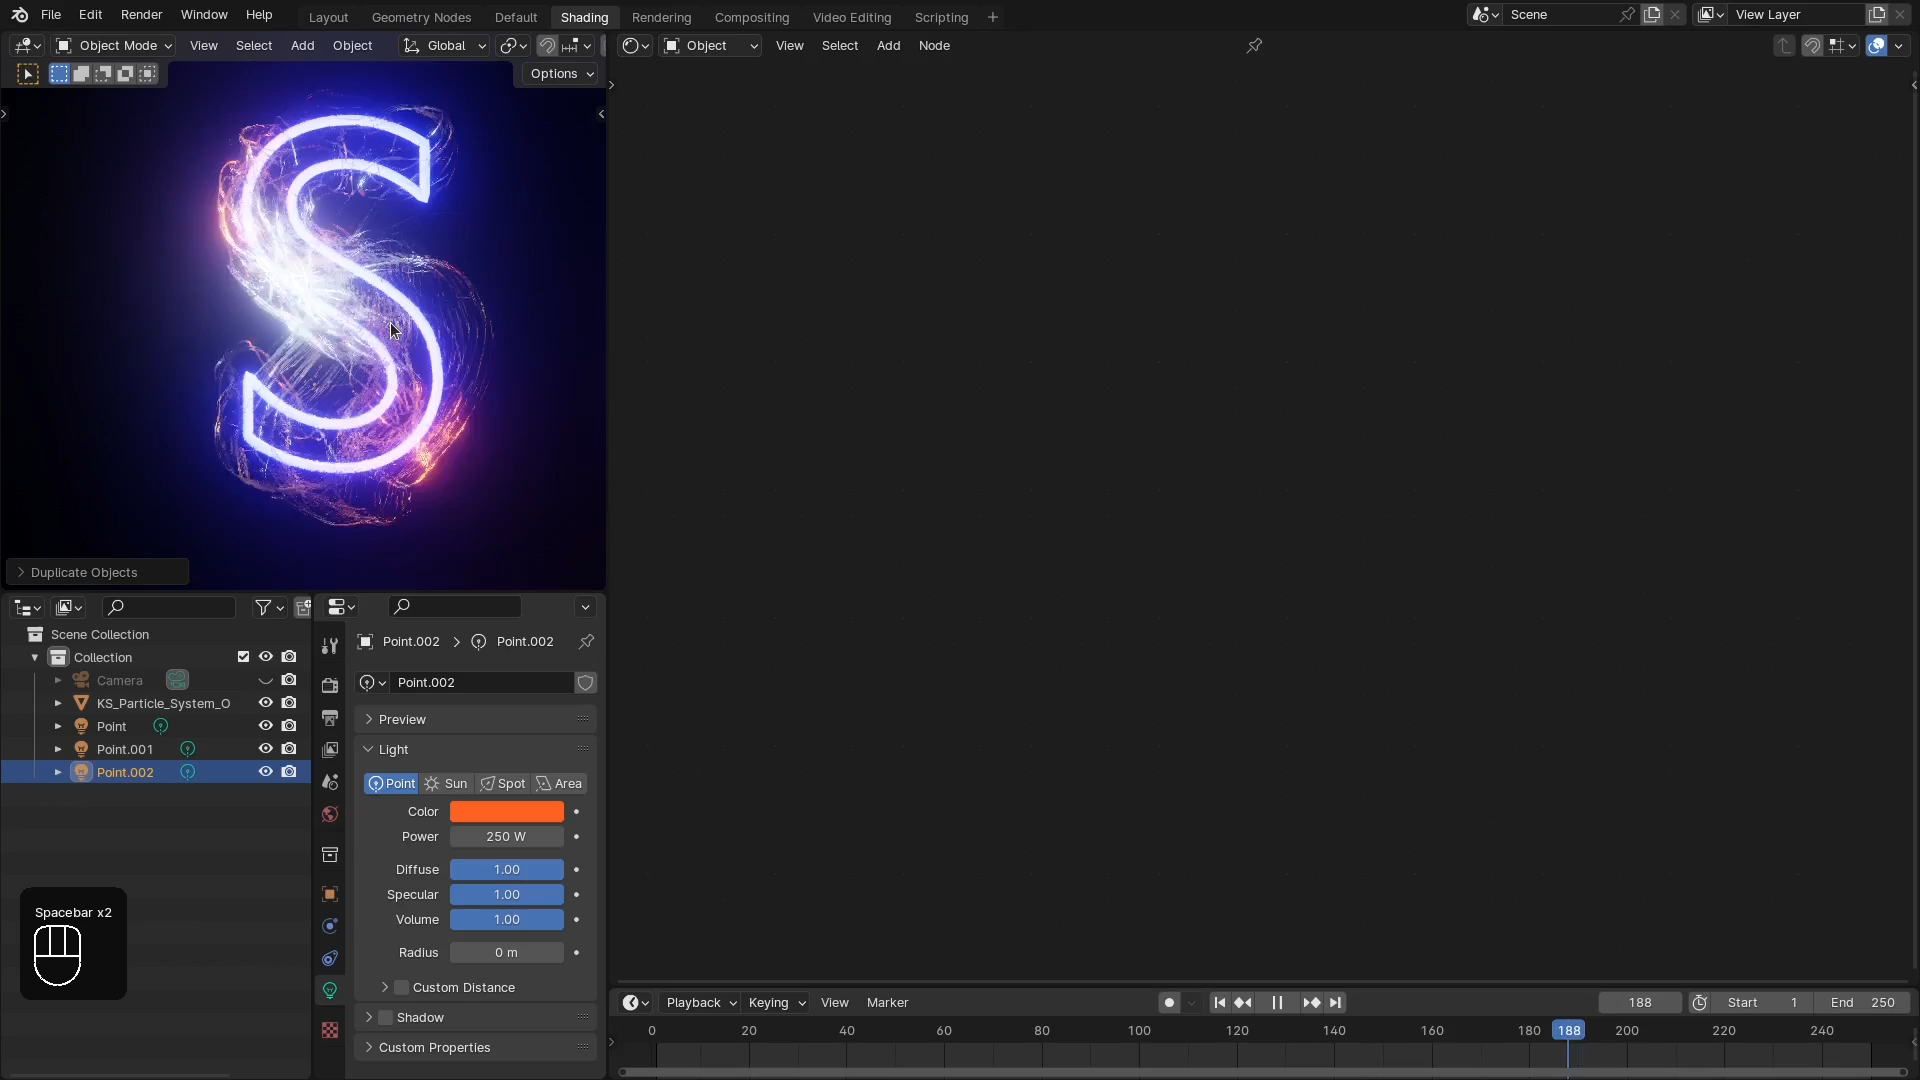 File Edit Render Window Help Layout Geometry Nodes Default Shading Rendering Compositing Video Editing Scripting Scene View Layer
Object Mode View Select Add Object Global Object View Select Add Node
Options
S
Duplicate Objects
Scene Collection
Collection
Camera
KS_Particle_System_O
Point
Point.001
Point.002
Point.002 Point.002
Point.002
Preview
Light
Point Sun Spot Area
Color
Power 250 W
Diffuse 1.00
Specular 1.00
Volume 1.00
Radius 0 m
Custom Distance
Shadow
Custom Properties
Spacebar x2
Playback Keying View Marker 188 Start 1 End 250
0 20 40 60 80 100 120 140 160 180 188 200 220 240